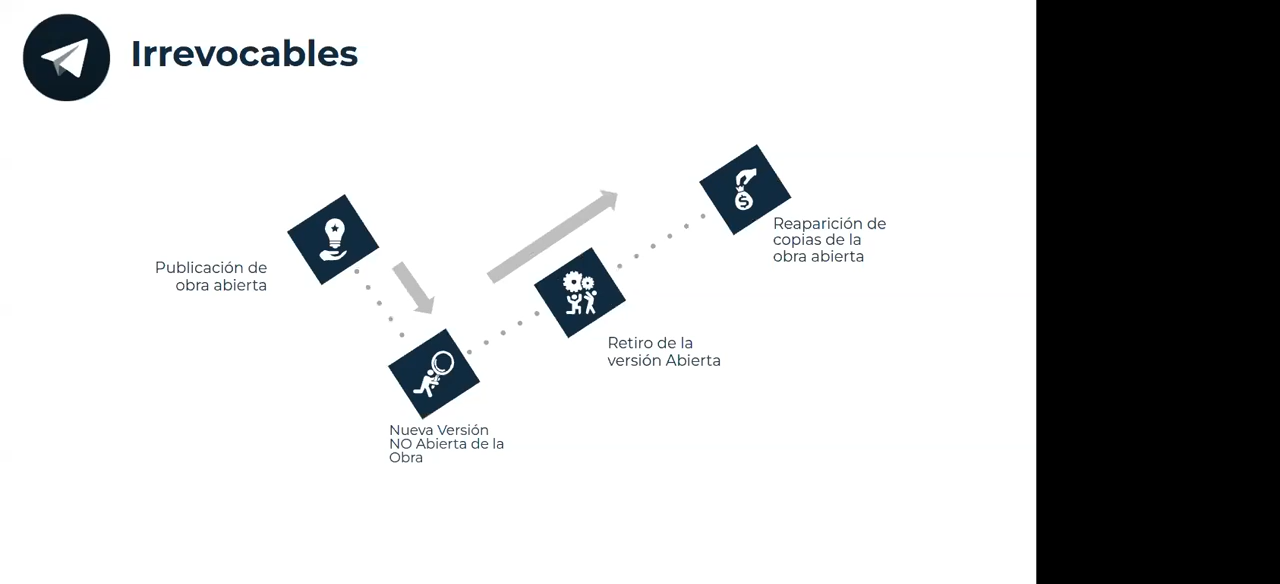 Irrevocables
Publicación de
obra abierta
Nueva Versión
NO Abierta de la
Obra
Retiro de la
versión Abierta
Reaparición de
copias de la
obra abierta